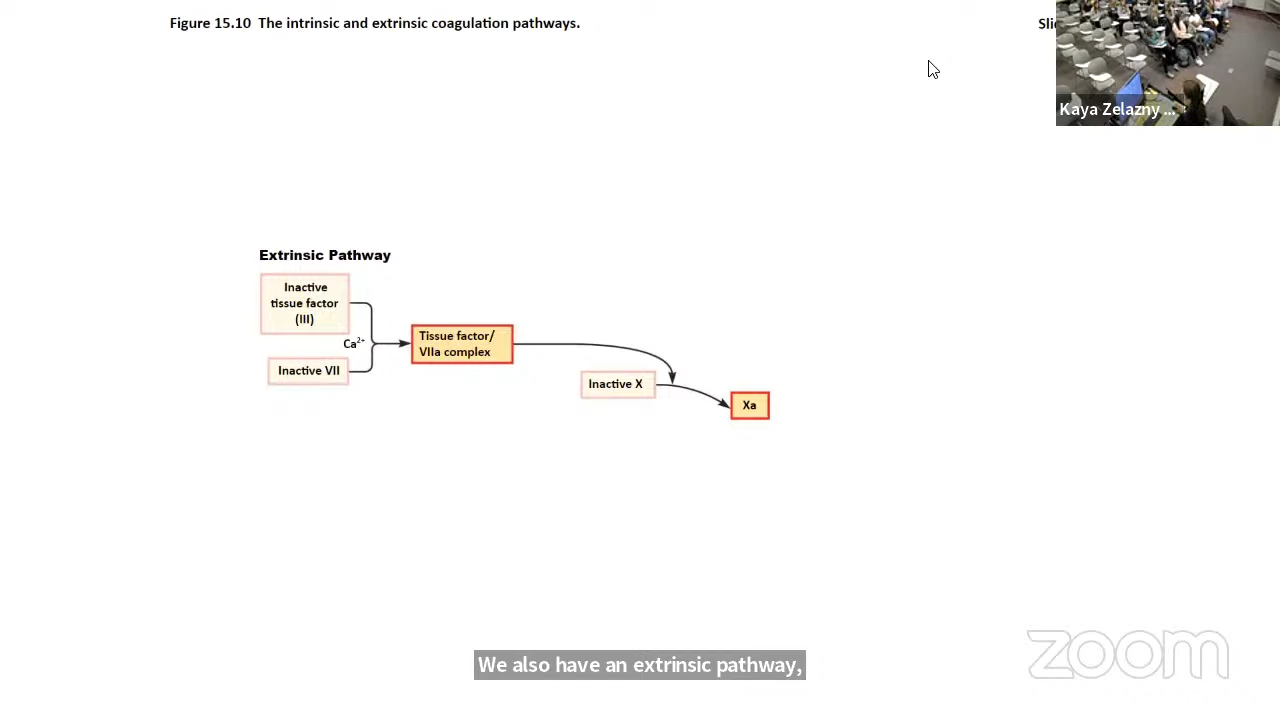 Figure 15.10 The intrinsic and extrinsic coagulation pathways.
Kaya Zelazny ...
Extrinsic Pathway
Inactive
tissue factor
(III)
Ca2+
Inactive VII
Tissue factor/
VIIa complex
Inactive X
Xa
We also have an extrinsic pathway,
zoom